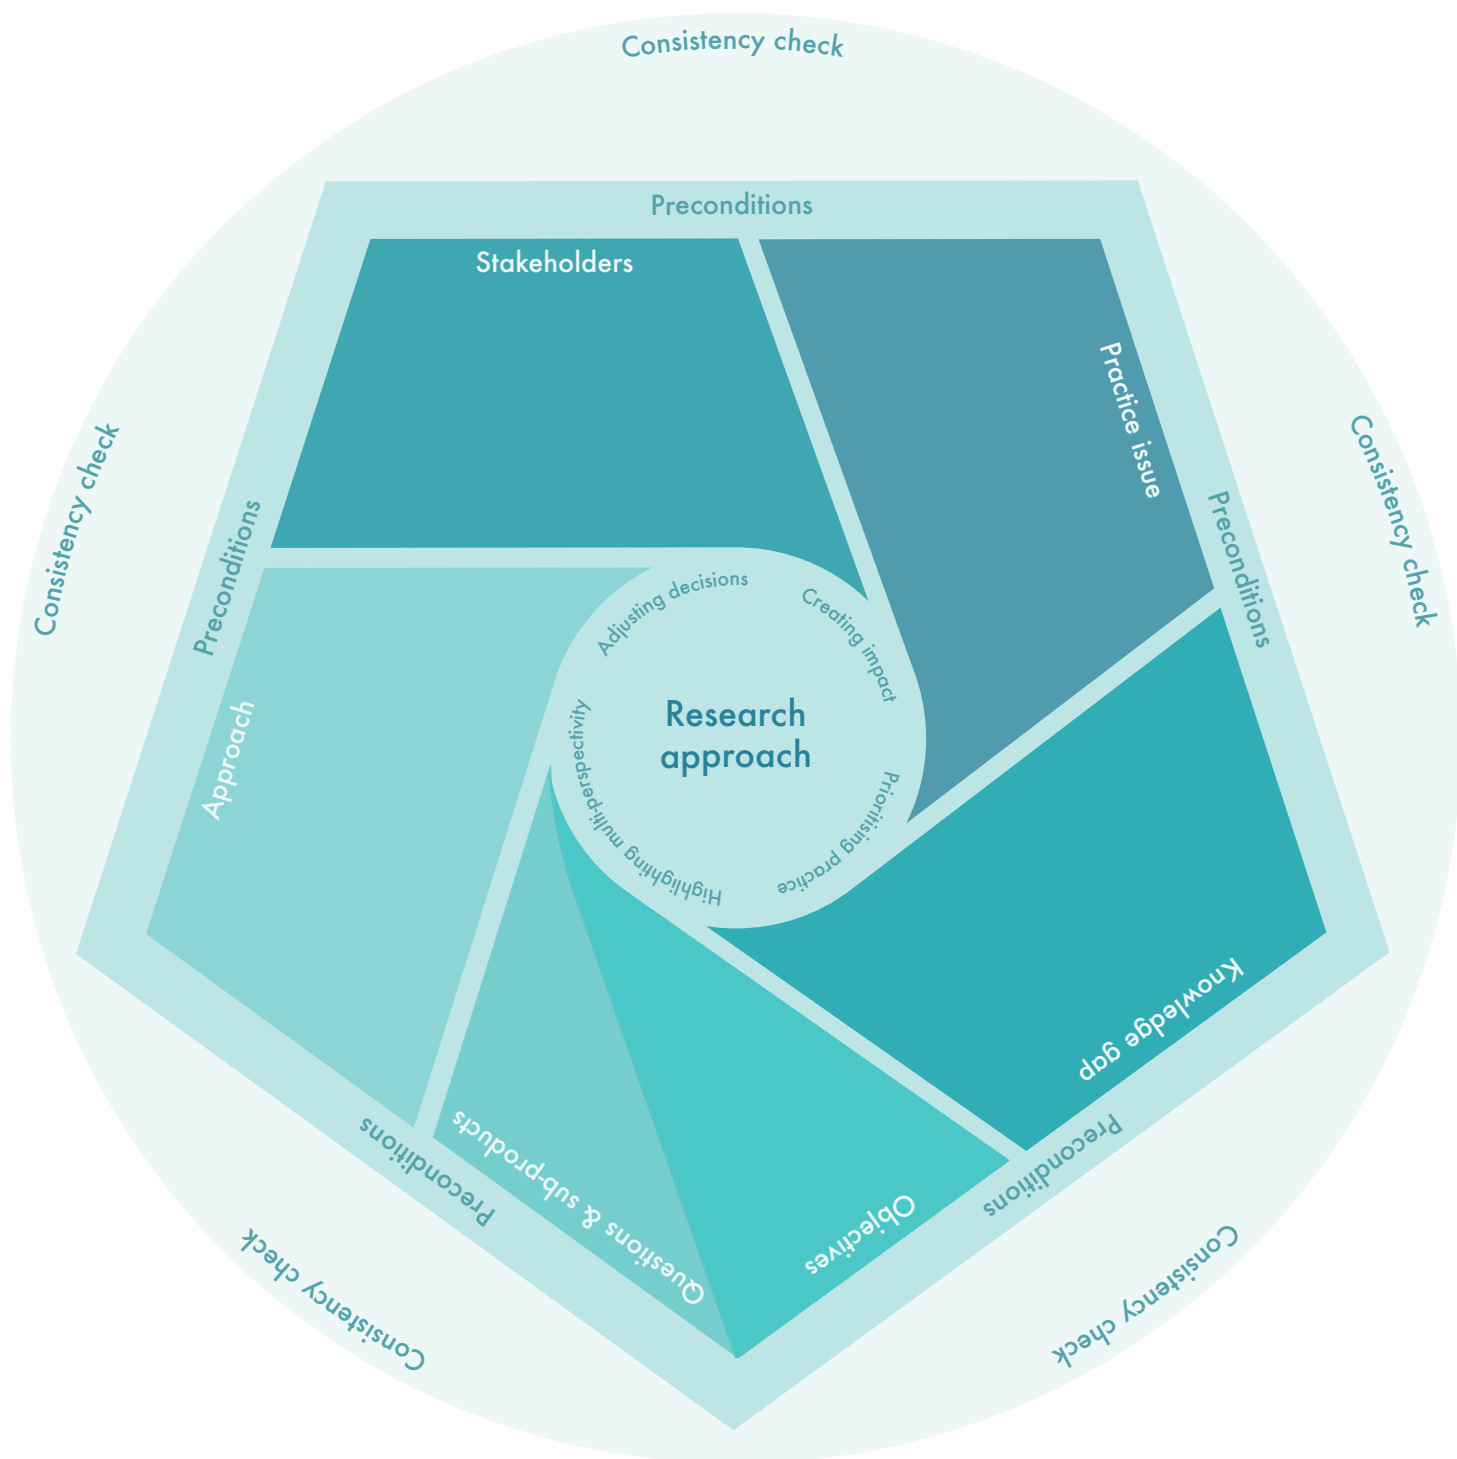 Consistency check
Preconditions
Stakeholders
Practice issue
Consistency check
Consistency check
Preconditions
Preconditions
Adjusting decisions
Creating impact
Research
approach
Highlighting multi-perspectivity
Prioritising practice
Approach
Knowledge gap
Preconditions
Preconditions
Questions & sub-products
Objectives
Consistency check
Consistency check